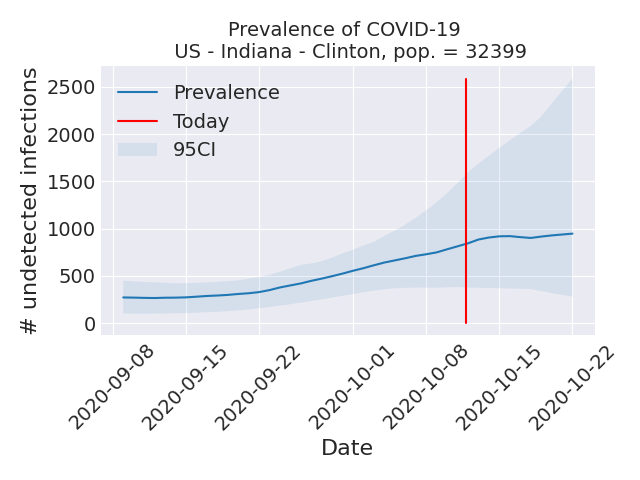 Prevalence of COVID-19
US - Indiana - Clinton, pop. = 32399
# undetected infections
2500
2000
1500
1000
500
0
Prevalence
Today
95CI
2020-09-08
2020-09-15
2020-09-22
2020-10-01
2020-10-08
2020-10-15
2020-10-22
Date